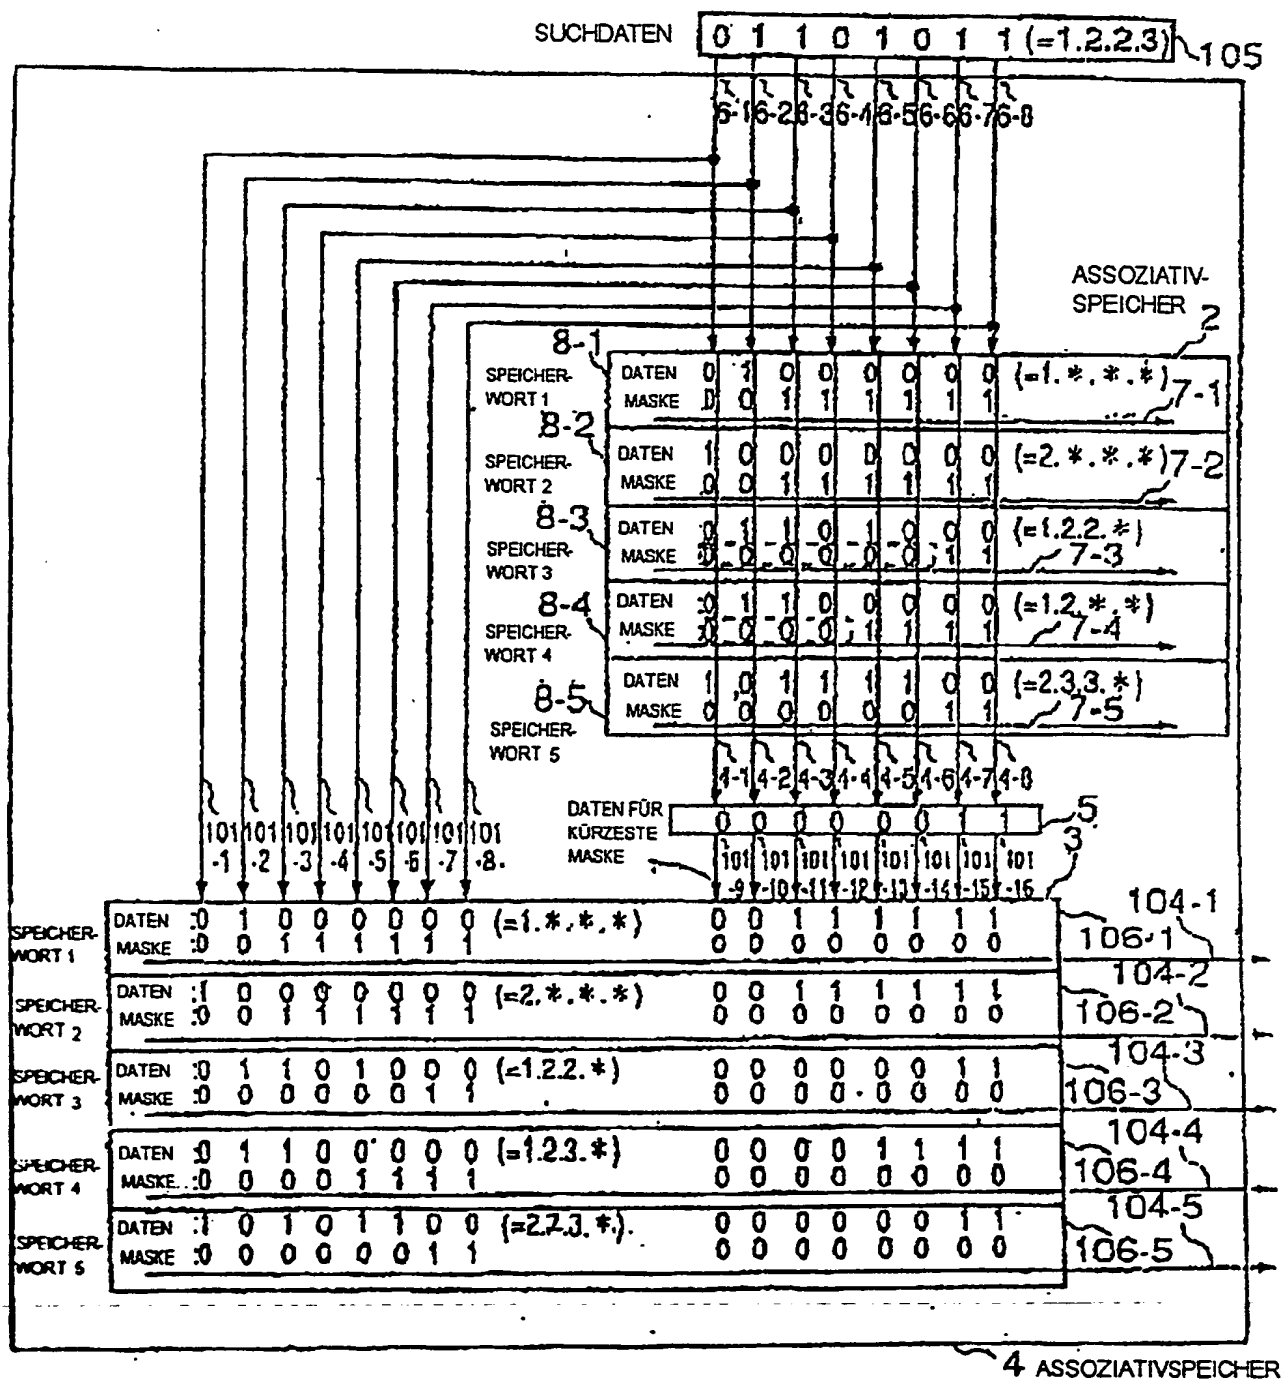 SUCHDATEN 0 1 1 0 1 0 1 1 (=1.2.2.3) 105
6-1 6-2 6-3 6-4 6-5 6-6 6-7 6-8
ASSOZIATIV-
SPEICHER
2
8-1
SPEICHER-
WORT 1
DATEN 0 1 0 0 0 0 0 0 (=1.*.*.*)
MASKE 0 0 1 1 1 1 1 1
7-1
8-2
SPEICHER-
WORT 2
DATEN 1 0 0 0 0 0 0 0 (=2.*.*.*)
MASKE 0 0 1 1 1 1 1 1
7-2
8-3
SPEICHER-
WORT 3
DATEN 0 1 1 0 1 0 0 0 (=1.2.2.*)
MASKE 0 0 0 0 0 0 1 1
7-3
8-4
SPEICHER-
WORT 4
DATEN :0 1 1 0 0 0 0 0 (=1.2.*.*)
MASKE :0 0 0 0 1 1 1 1
7-4
8-5
SPEICHER-
WORT 5
DATEN 1 0 1 1 1 1 0 0 (=2.3.3.*)
MASKE 0 0 0 0 0 0 1 1
7-5
4-1 4-2 4-3 4-4 4-5 4-6 4-7 4-8
DATEN FÜR
KÜRZESTE
MASKE
0 0 0 0 0 0 1 1
5
3
101 101 101 101 101 101 101 101
-1 -2 -3 -4 -5 -6 -7 -8.
101 101 101 101 101 101 101 101
-9 -10 -11 -12 -13 -14 -15 -16
SPEICHER-
WORT 1
DATEN :0 1 0 0 0 0 0 0 (=1.*.*.*) 0 0 1 1 1 1 1 1
MASKE :0 0 1 1 1 1 1 1 0 0 0 0 0 0 0 0
104-1
106-1
SPEICHER-
WORT 2
DATEN :1 0 0 0 0 0 0 0 (=2.*.*.*) 0 0 1 1 1 1 1 1
MASKE :0 0 1 1 1 1 1 1 0 0 0 0 0 0 0 0
104-2
106-2
SPEICHER-
WORT 3
DATEN :0 1 1 0 1 0 0 0 (=1.2.2.*) 0 0 0 0 0 0 1 1
MASKE :0 0 0 0 0 0 1 1 0 0 0 0 0 0 0 0
104-3
106-3
SPEICHER-
WORT 4
DATEN :0 1 1 0 0 0 0 0 (=1.2.3.*) 0 0 0 0 1 1 1 1
MASKE :0 0 0 0 1 1 1 1 0 0 0 0 0 0 0 0
104-4
106-4
SPEICHER-
WORT 5
DATEN :1 0 1 0 1 1 0 0 (=2.2.3.*). 0 0 0 0 0 0 1 1
MASKE :0 0 0 0 0 0 1 1 0 0 0 0 0 0 0 0
104-5
106-5
4 ASSOZIATIVSPEICHER